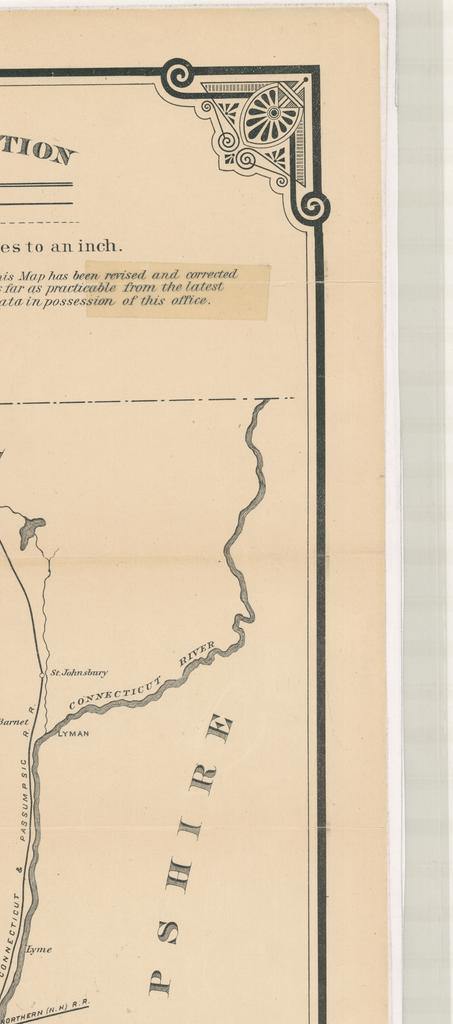 TION
es to an inch.
his Map has been revised and corrected
s far as practicable from the latest
ata in possession of this office.
St. Johnsbury
CONNECTICUT RIVER
Barnet
LYMAN
CONNECTICUT & PASSUMPSIC R. R.
PSHIRE
Lyme
NORTHERN (N.H) R.R.